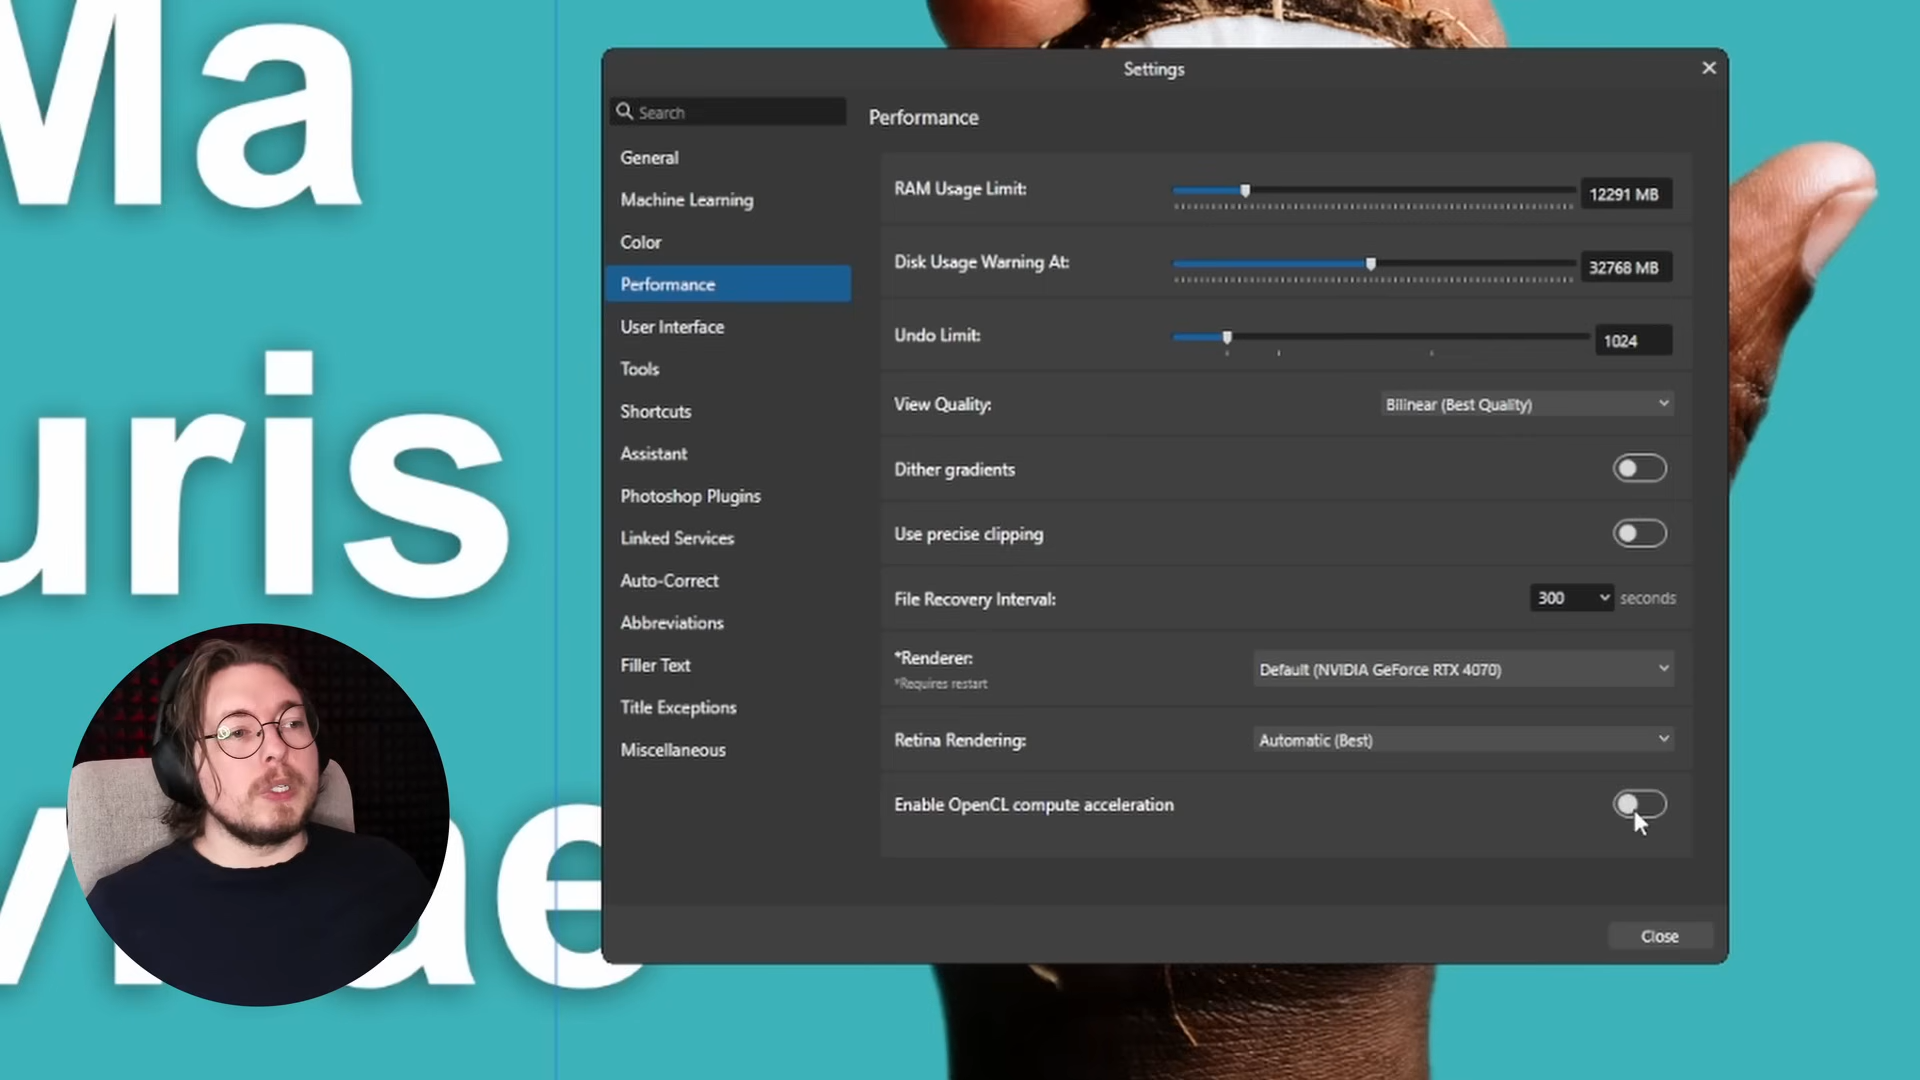 Ma
uris
vitae
Settings
Search
General
Machine Learning
Color
Performance
User Interface
Tools
Shortcuts
Assistant
Photoshop Plugins
Linked Services
Auto-Correct
Abbreviations
Filler Text
Title Exceptions
Miscellaneous
Performance
RAM Usage Limit: 12291 MB
Disk Usage Warning At: 32768 MB
Undo Limit: 1024
View Quality: Bilinear (Best Quality)
Dither gradients
Use precise clipping
File Recovery Interval: 300 seconds
*Renderer: Default (NVIDIA GeForce RTX 4070)
*Requires restart
Retina Rendering: Automatic (Best)
Enable OpenCL compute acceleration
Close